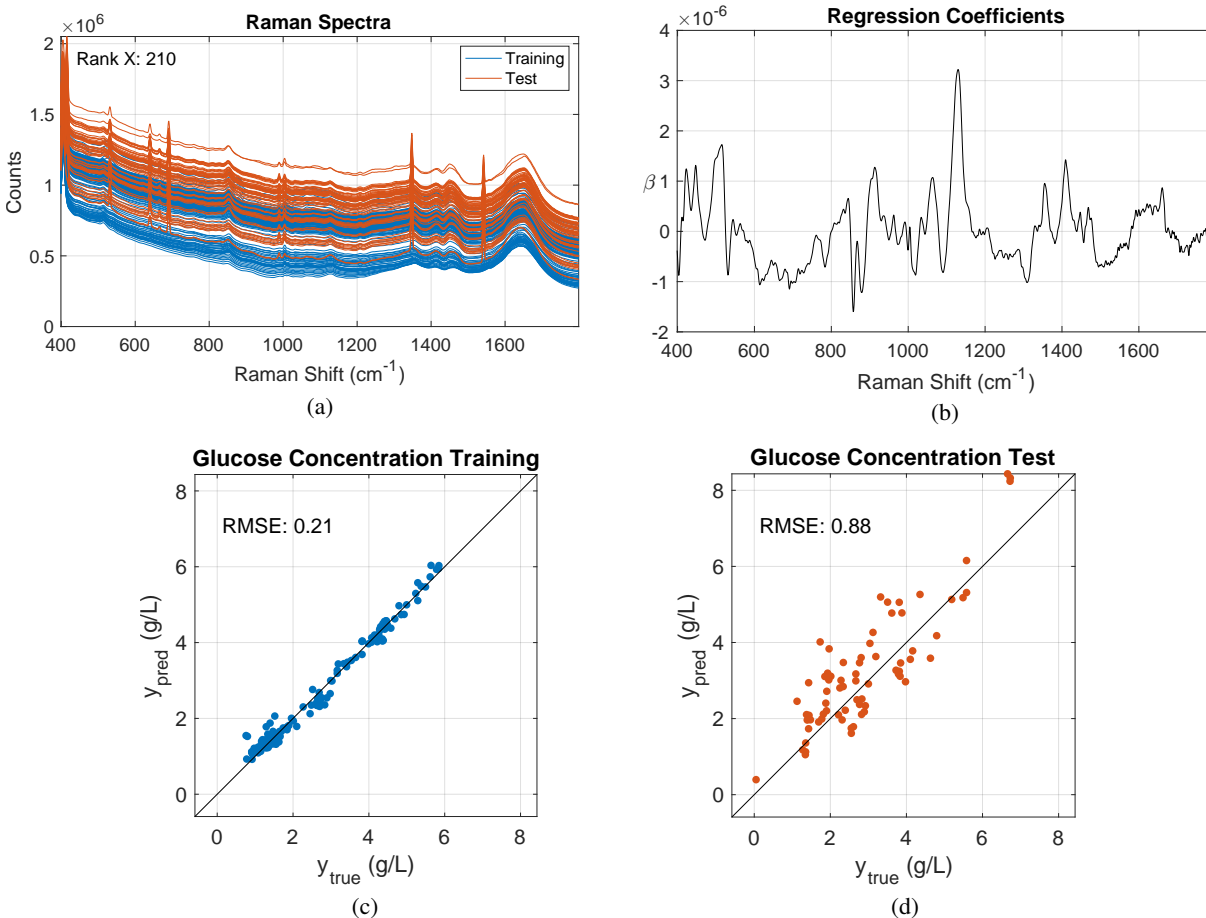 Raman Spectra
×10⁶
Rank X: 210
Training
Test
2
1.5
1
0.5
0
Counts
400 600 800 1000 1200 1400 1600
Raman Shift (cm⁻¹)
(a)
Regression Coefficients
×10⁻⁶
4
3
2
1
0
-1
-2
β
400 600 800 1000 1200 1400 1600
Raman Shift (cm⁻¹)
(b)
Glucose Concentration Training
RMSE: 0.21
8
6
4
2
0
y_pred (g/L)
0 2 4 6 8
y_true (g/L)
(c)
Glucose Concentration Test
RMSE: 0.88
8
6
4
2
0
y_pred (g/L)
0 2 4 6 8
y_true (g/L)
(d)